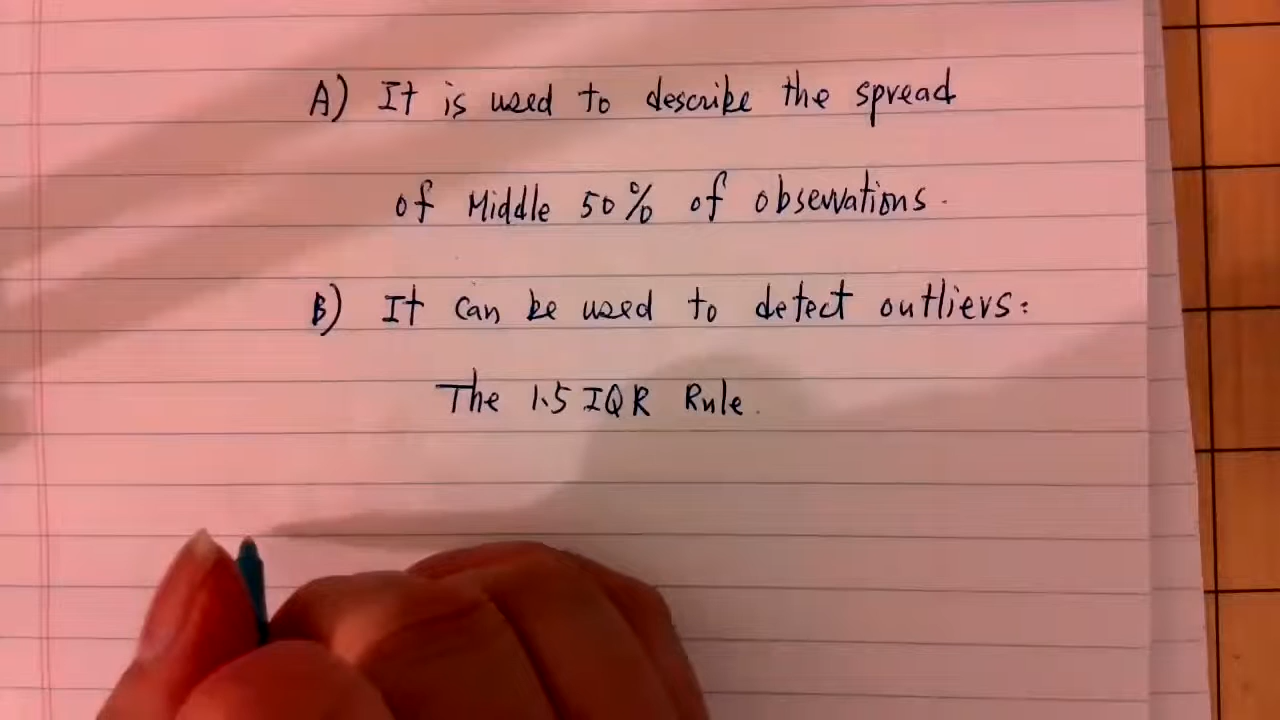 A) It is used to describe the spread
of Middle 50% of observations.
B) It can be used to detect outliers:
The 1.5 IQR Rule.